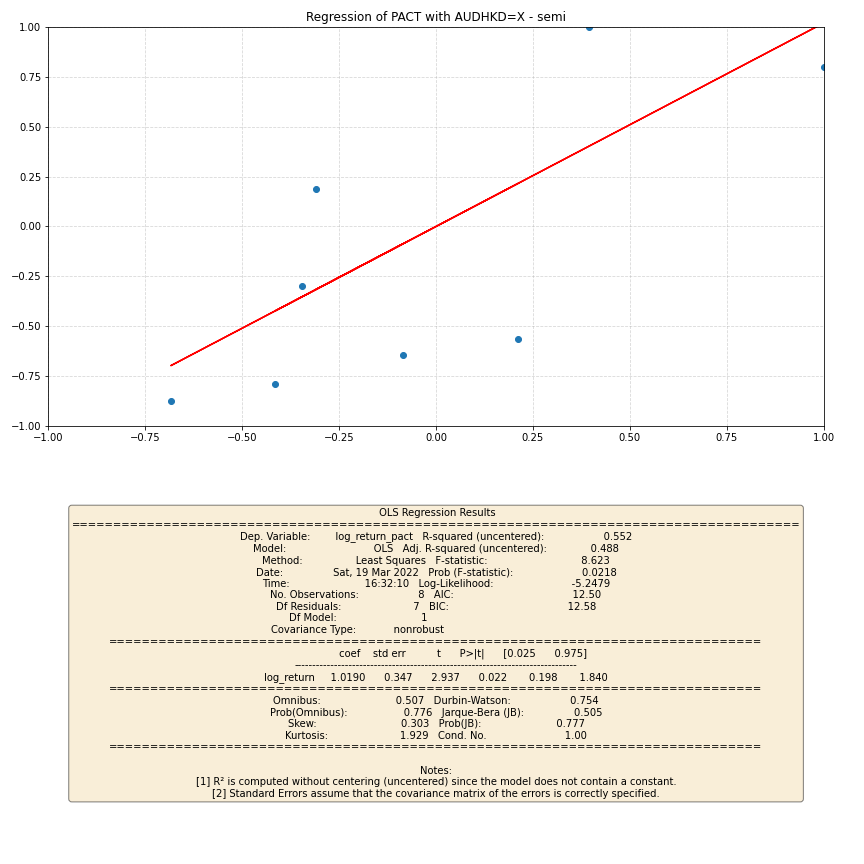 Regression of PACT with AUDHKD=X - semi
1.00
0.75
0.50
0.25
0.00
−0.25
−0.50
−0.75
−1.00
−1.00 −0.75 −0.50 −0.25 0.00 0.25 0.50 0.75 1.00
OLS Regression Results
==============================================================================
Dep. Variable: log_return_pact R-squared (uncentered): 0.552
Model: OLS Adj. R-squared (uncentered): 0.488
Method: Least Squares F-statistic: 8.623
Date: Sat, 19 Mar 2022 Prob (F-statistic): 0.0218
Time: 16:32:10 Log-Likelihood: -5.2479
No. Observations: 8 AIC: 12.50
Df Residuals: 7 BIC: 12.58
Df Model: 1
Covariance Type: nonrobust
==============================================================================
coef std err t P>|t| [0.025 0.975]
------------------------------------------------------------------------------
log_return 1.0190 0.347 2.937 0.022 0.198 1.840
==============================================================================
Omnibus: 0.507 Durbin-Watson: 0.754
Prob(Omnibus): 0.776 Jarque-Bera (JB): 0.505
Skew: 0.303 Prob(JB): 0.777
Kurtosis: 1.929 Cond. No. 1.00
==============================================================================
Notes:
[1] R² is computed without centering (uncentered) since the model does not contain a constant.
[2] Standard Errors assume that the covariance matrix of the errors is correctly specified.